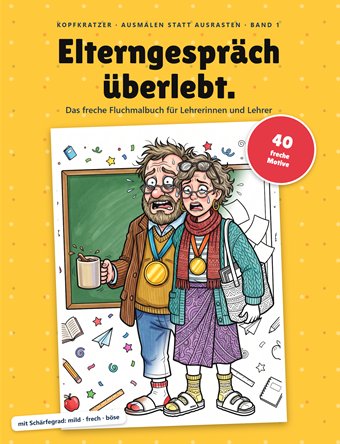 KOPFKRATZER · AUSMALEN STATT AUSRASTEN · BAND 1
Elterngespräch
überlebt.
Das freche Fluchmalbuch für Lehrerinnen und Lehrer
40
freche
Motive
mit Schärfegrad: mild · frech · böse